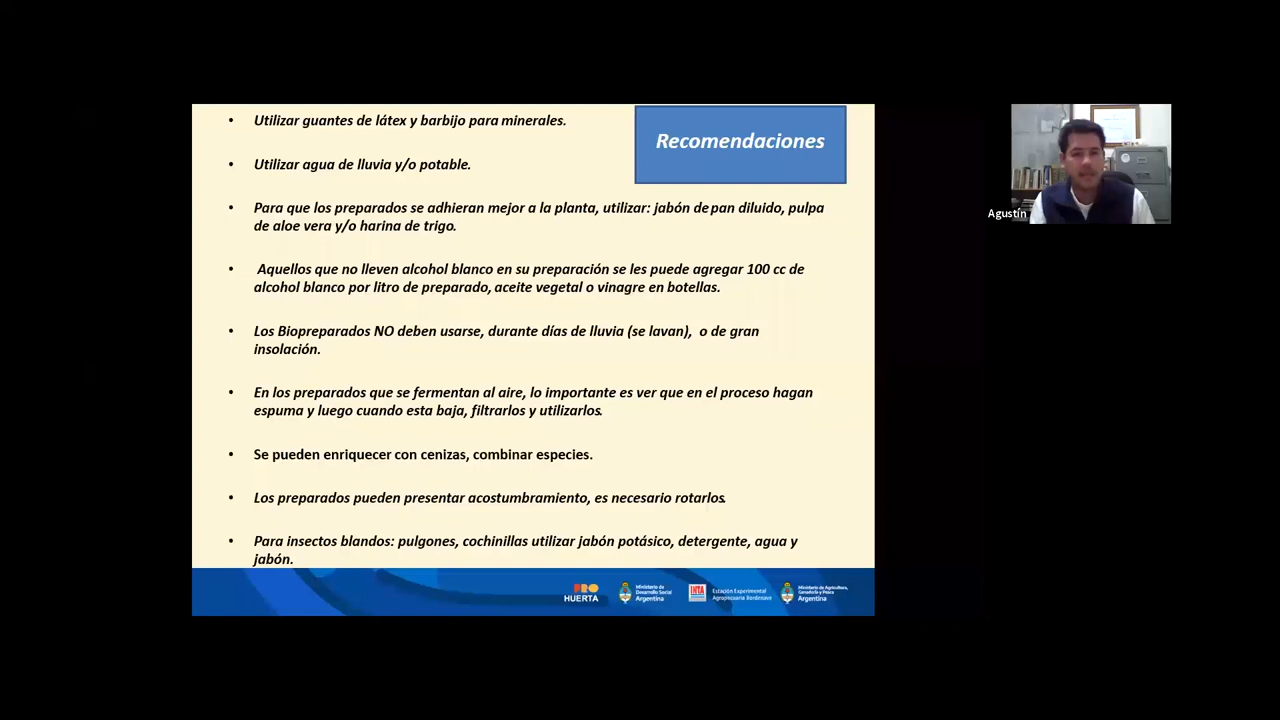 Recomendaciones
• Utilizar guantes de látex y barbijo para minerales.
• Utilizar agua de lluvia y/o potable.
• Para que los preparados se adhieran mejor a la planta, utilizar: jabón de pan diluido, pulpa
de aloe vera y/o harina de trigo.
• Aquellos que no lleven alcohol blanco en su preparación se les puede agregar 100 cc de
alcohol blanco por litro de preparado, aceite vegetal o vinagre en botellas.
• Los Biopreparados NO deben usarse, durante días de lluvia (se lavan), o de gran
insolación.
• En los preparados que se fermentan al aire, lo importante es ver que en el proceso hagan
espuma y luego cuando esta baja, filtrarlos y utilizarlos.
• Se pueden enriquecer con cenizas, combinar especies.
• Los preparados pueden presentar acostumbramiento, es necesario rotarlos.
• Para insectos blandos: pulgones, cochinillas utilizar jabón potásico, detergente, agua y
jabón.
PRO
HUERTA
Ministerio de
Desarrollo Social
Argentina
INTA
Estación Experimental
Agropecuaria Bordenave
Ministerio de Agricultura,
Ganadería y Pesca
Argentina
Agustín